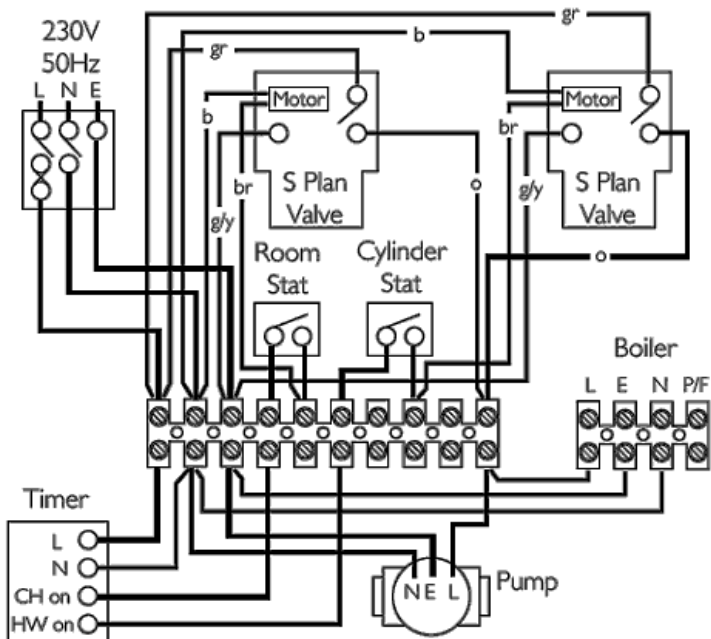 230V
50Hz
L N E
gr
b
gr
Motor
b
br
g/y
S Plan
Valve
o
Motor
br
g/y
S Plan
Valve
o
Room
Stat
Cylinder
Stat
Boiler
L E N P/F
Timer
L
N
CH on
HW on
N E L
Pump